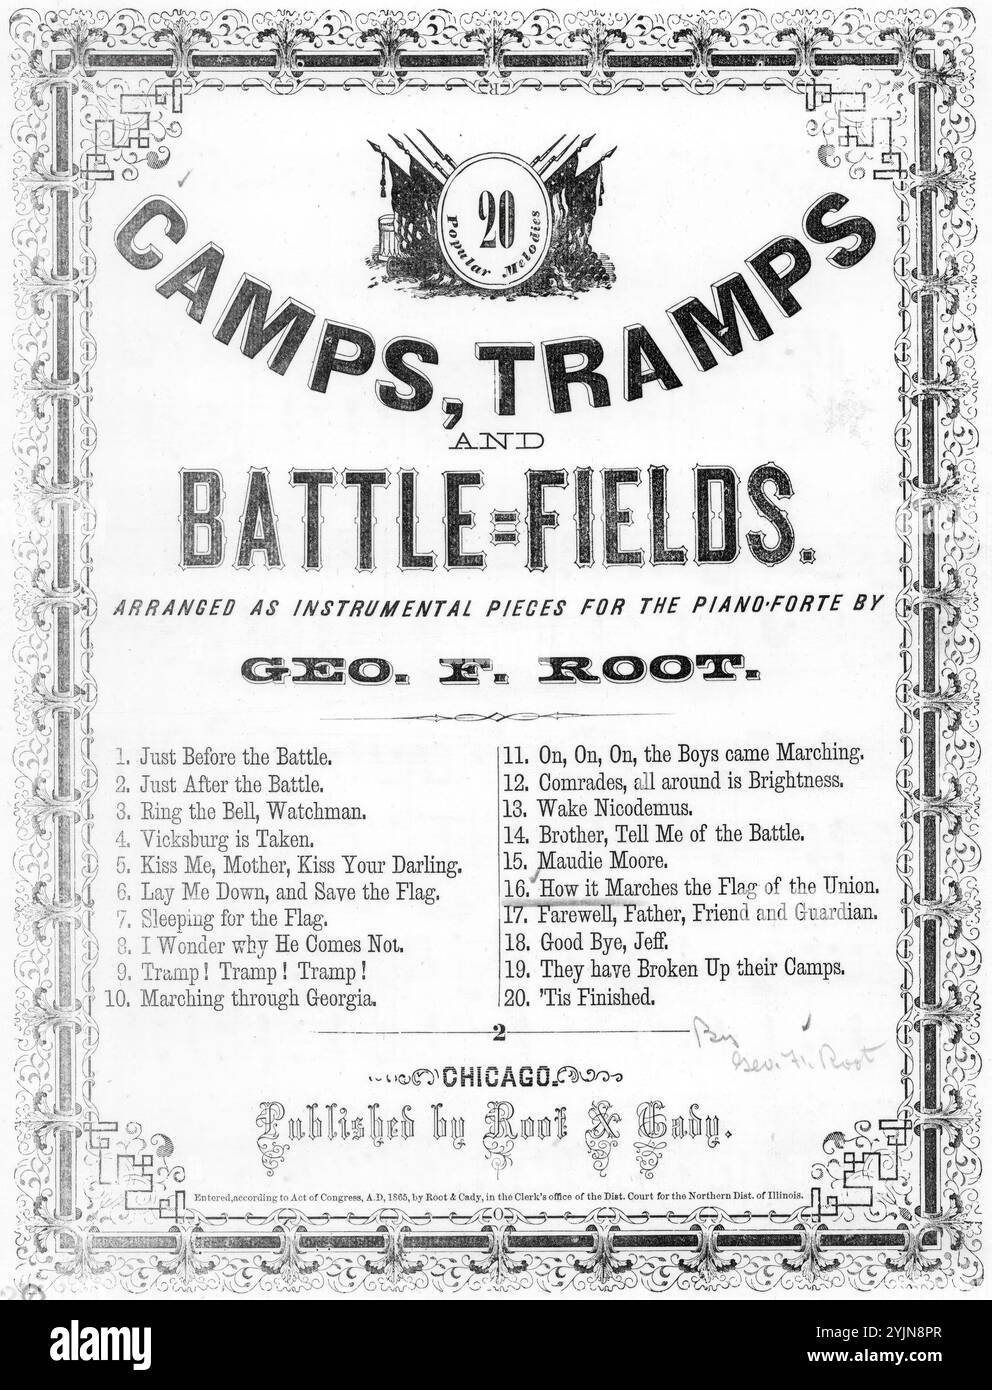 20
Popular Melodies
CAMPS, TRAMPS
AND
BATTLE=FIELDS.
ARRANGED AS INSTRUMENTAL PIECES FOR THE PIANO-FORTE BY
GEO. F. ROOT.
1. Just Before the Battle.
2. Just After the Battle.
3. Ring the Bell, Watchman.
4. Vicksburg is Taken.
5. Kiss Me, Mother, Kiss Your Darling.
6. Lay Me Down, and Save the Flag.
7. Sleeping for the Flag.
8. I Wonder why He Comes Not.
9. Tramp! Tramp! Tramp!
10. Marching through Georgia.
11. On, On, On, the Boys came Marching.
12. Comrades, all around is Brightness.
13. Wake Nicodemus.
14. Brother, Tell Me of the Battle.
15. Maudie Moore.
16. How it Marches the Flag of the Union.
17. Farewell, Father, Friend and Guardian.
18. Good Bye, Jeff.
19. They have Broken Up their Camps.
20. 'Tis Finished.
2
By
Geo. F. Root
CHICAGO.
Published by Root & Cady.
Entered, according to Act of Congress, A.D, 1865, by Root & Cady, in the Clerk's office of the Dist. Court for the Northern Dist. of Illinois.
alamy
Image ID: 2YJN8PR
www.alamy.com